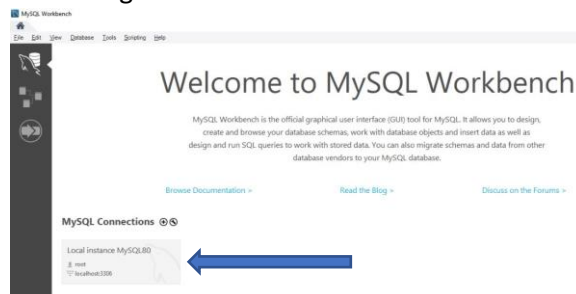 MySQL Workbench
File Edit View Database Tools Scripting Help
Welcome to MySQL Workbench
MySQL Workbench is the official graphical user interface (GUI) tool for MySQL. It allows you to design,
create and browse your database schemas, work with database objects and insert data as well as
design and run SQL queries to work with stored data. You can also migrate schemas and data from other
database vendors to your MySQL database.
Browse Documentation > Read the Blog > Discuss on the Forums >
MySQL Connections
Local instance MySQL80
root
localhost:3306